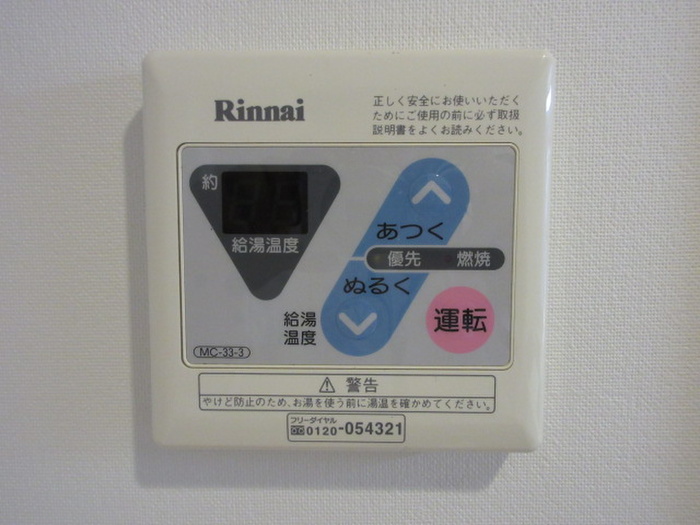 Rinnai
正しく安全にお使いいただく
ためにご使用の前に必ず取扱
説明書をよくお読みください。
約
給湯温度
あつく
優先 燃焼
ぬるく
給湯
温度
運転
MC-33-3
⚠ 警告
やけど防止のため、お湯を使う前に湯温を確かめてください。
フリーダイヤル
0120-054321